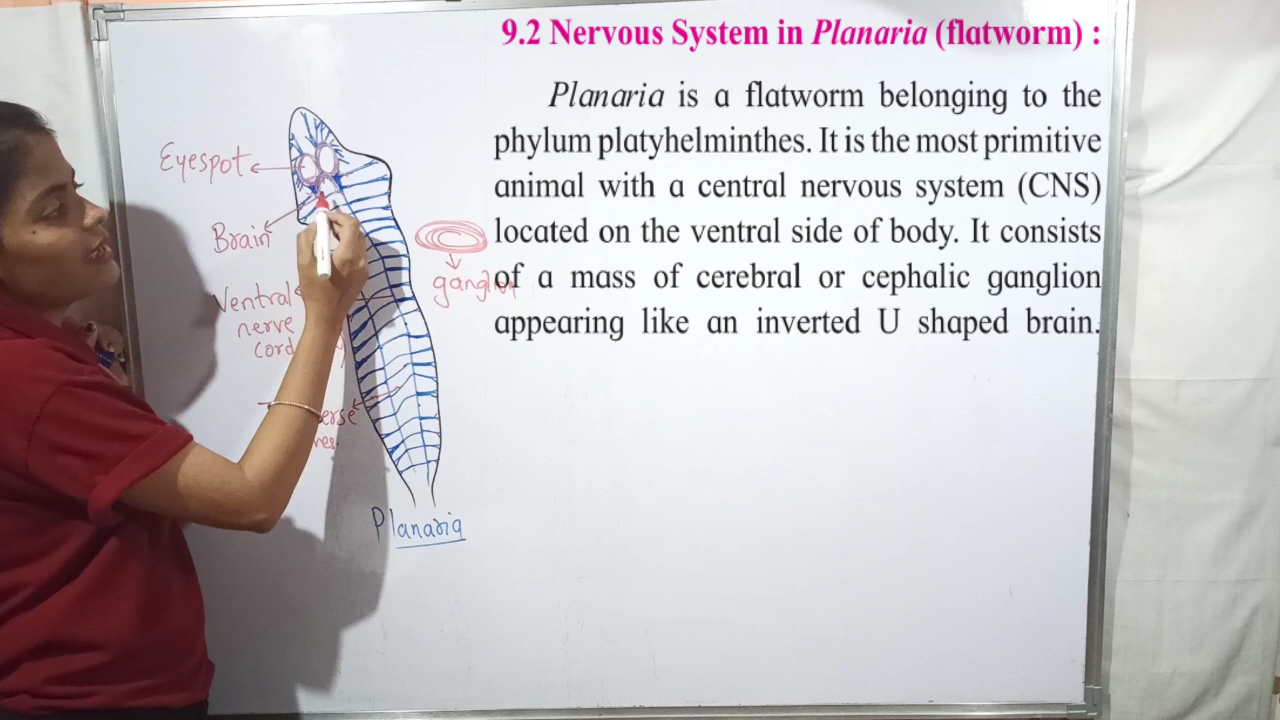 9.2 Nervous System in Planaria (flatworm) :
Planaria is a flatworm belonging to the
phylum platyhelminthes. It is the most primitive
animal with a central nervous system (CNS)
located on the ventral side of body. It consists
of a mass of cerebral or cephalic ganglion
appearing like an inverted U shaped brain.
Eyespot
Brain
Ventral
nerve
cord
ganglion
Planaria